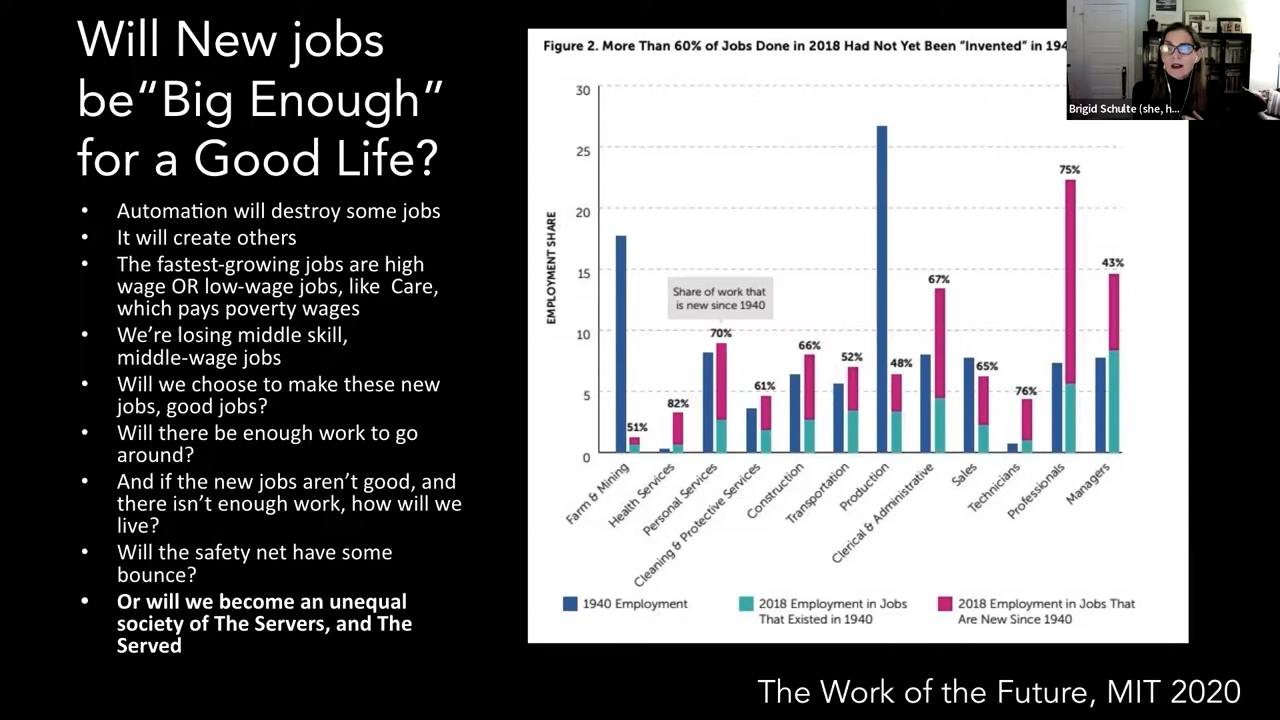 Will New jobs
be“Big Enough”
for a Good Life?
• Automation will destroy some jobs
• It will create others
• The fastest-growing jobs are high
wage OR low-wage jobs, like  Care,
which pays poverty wages
• We’re losing middle skill,
middle-wage jobs
• Will we choose to make these new
jobs, good jobs?
• Will there be enough work to go
around?
• And if the new jobs aren’t good, and
there isn’t enough work, how will we
live?
• Will the safety net have some
bounce?
• Or will we become an unequal
society of The Servers, and The
Served
Figure 2. More Than 60% of Jobs Done in 2018 Had Not Yet Been “Invented” in 194
Brigid Schulte (she, h...
EMPLOYMENT SHARE
30
25
20
15
10
5
0
Share of work that
is new since 1940
51%
82%
70%
61%
66%
52%
48%
67%
65%
76%
75%
43%
Farm & Mining
Health Services
Personal Services
Cleaning & Protective Services
Construction
Transportation
Production
Clerical & Administrative
Sales
Technicians
Professionals
Managers
1940 Employment
2018 Employment in Jobs
That Existed in 1940
2018 Employment in Jobs That
Are New Since 1940
The Work of the Future, MIT 2020